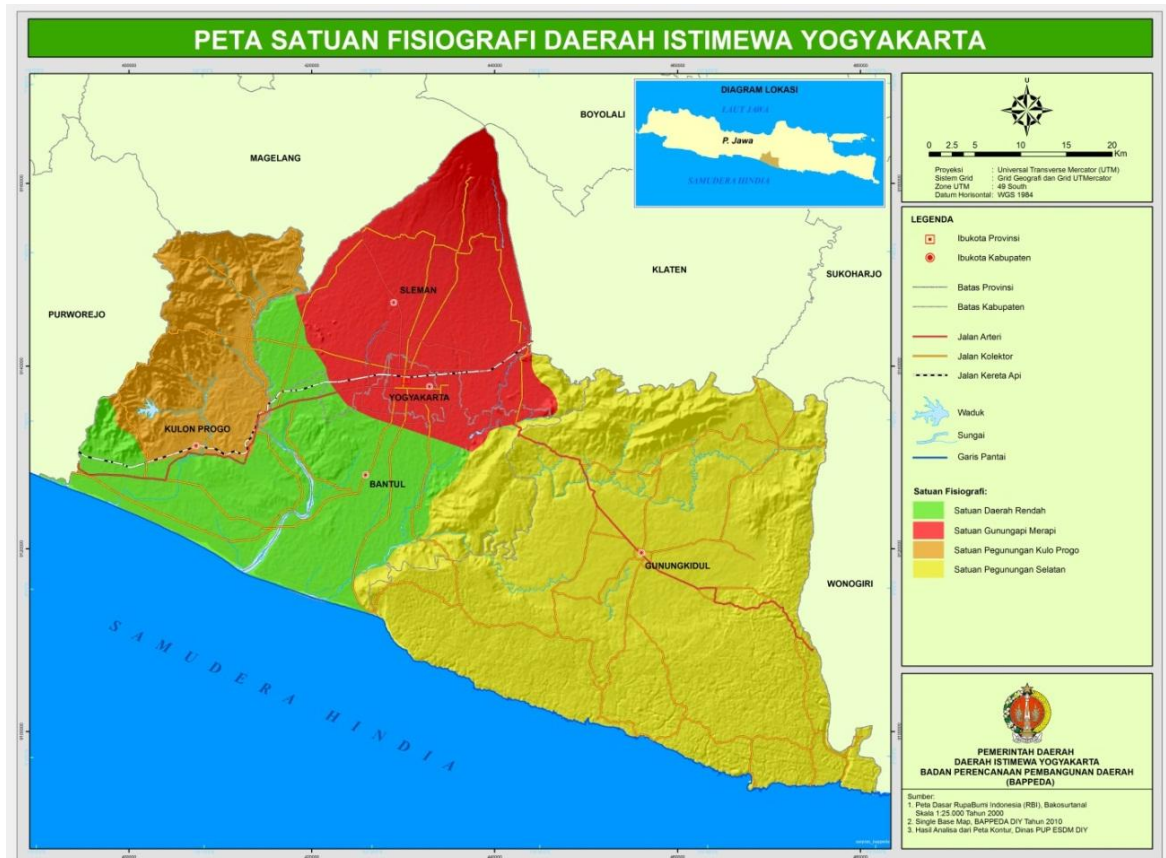 PETA SATUAN FISIOGRAFI DAERAH ISTIMEWA YOGYAKARTA
DIAGRAM LOKASI
LAUT JAWA
P. Jawa
SAMUDERA HINDIA
BOYOLALI
MAGELANG
KLATEN
SUKOHARJO
SLEMAN
PURWOREJO
YOGYAKARTA
KULON PROGO
BANTUL
GUNUNGKIDUL
WONOGIRI
SAMUDERA HINDIA
U
0 2.5 5 10 15 20
Km
Proyeksi : Universal Transverse Mercator (UTM)
Sistem Grid : Grid Geografi dan Grid UTMercator
Zone UTM : 49 South
Datum Horisontal : WGS 1984
LEGENDA
Ibukota Provinsi
Ibukota Kabupaten
Batas Provinsi
Batas Kabupaten
Jalan Arteri
Jalan Kolektor
Jalan Kereta Api
Waduk
Sungai
Garis Pantai
Satuan Fisiografi:
Satuan Daerah Rendah
Satuan Gunungapi Merapi
Satuan Pegunungan Kulo Progo
Satuan Pegunungan Selatan
PEMERINTAH DAERAH
DAERAH ISTIMEWA YOGYAKARTA
BADAN PERENCANAAN PEMBANGUNAN DAERAH
(BAPPEDA)
Sumber:
1. Peta Dasar RupaBumi Indonesia (RBI), Bakosurtanal
Skala 1:25.000 Tahun 2000
2. Single Base Map, BAPPEDA DIY Tahun 2010
3. Hasil Analisa dari Peta Kontur, Dinas PUP ESDM DIY